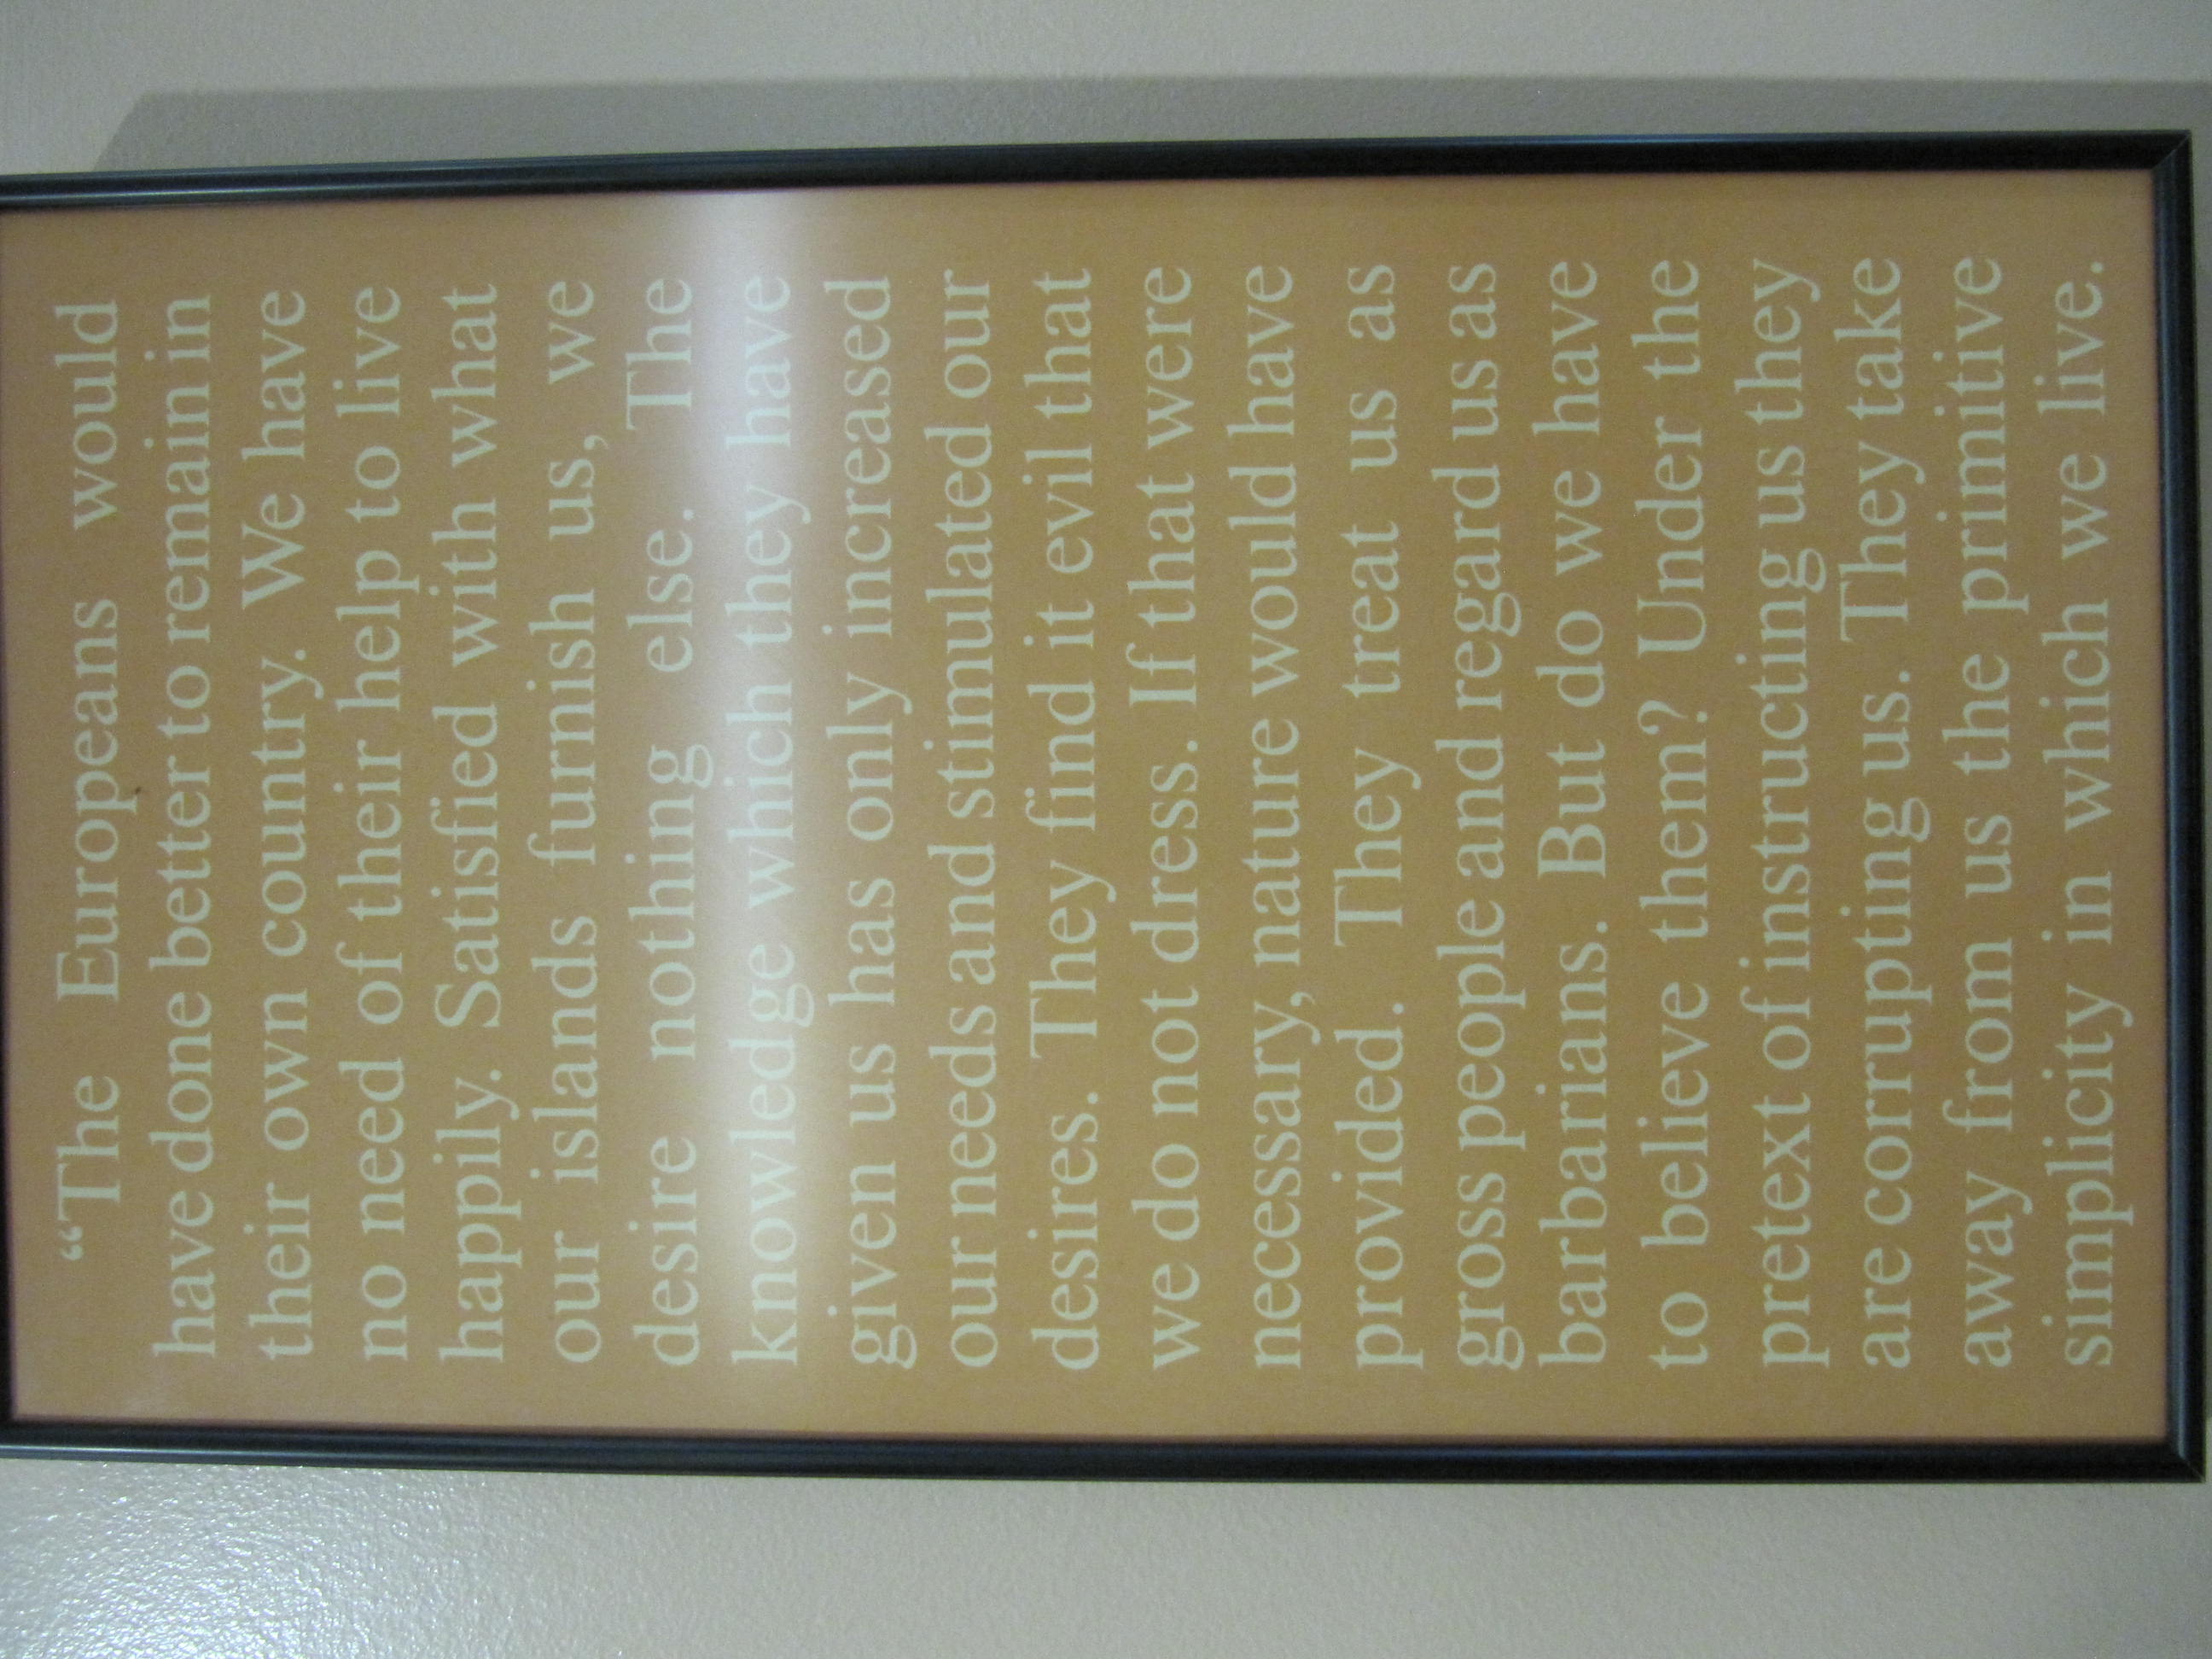 “The Europeans would
have done better to remain in
their own country. We have
no need of their help to live
happily. Satisfied with what
our islands furnish us, we
desire nothing else. The
knowledge which they have
given us has only increased
our needs and stimulated our
desires. They find it evil that
we do not dress. If that were
necessary, nature would have
provided. They treat us as
gross people and regard us as
barbarians. But do we have
to believe them? Under the
pretext of instructing us they
are corrupting us. They take
away from us the primitive
simplicity in which we live.